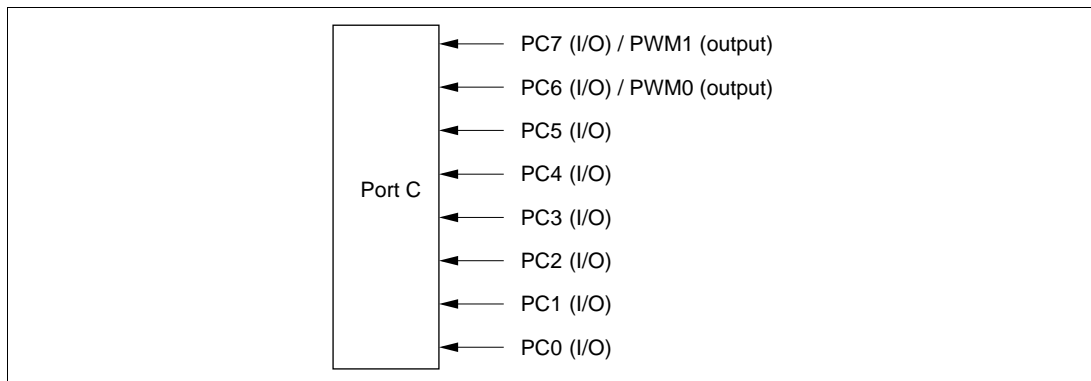 PC7 (I/O) / PWM1 (output)
PC6 (I/O) / PWM0 (output)
PC5 (I/O)
PC4 (I/O)
Port C
PC3 (I/O)
PC2 (I/O)
PC1 (I/O)
PC0 (I/O)